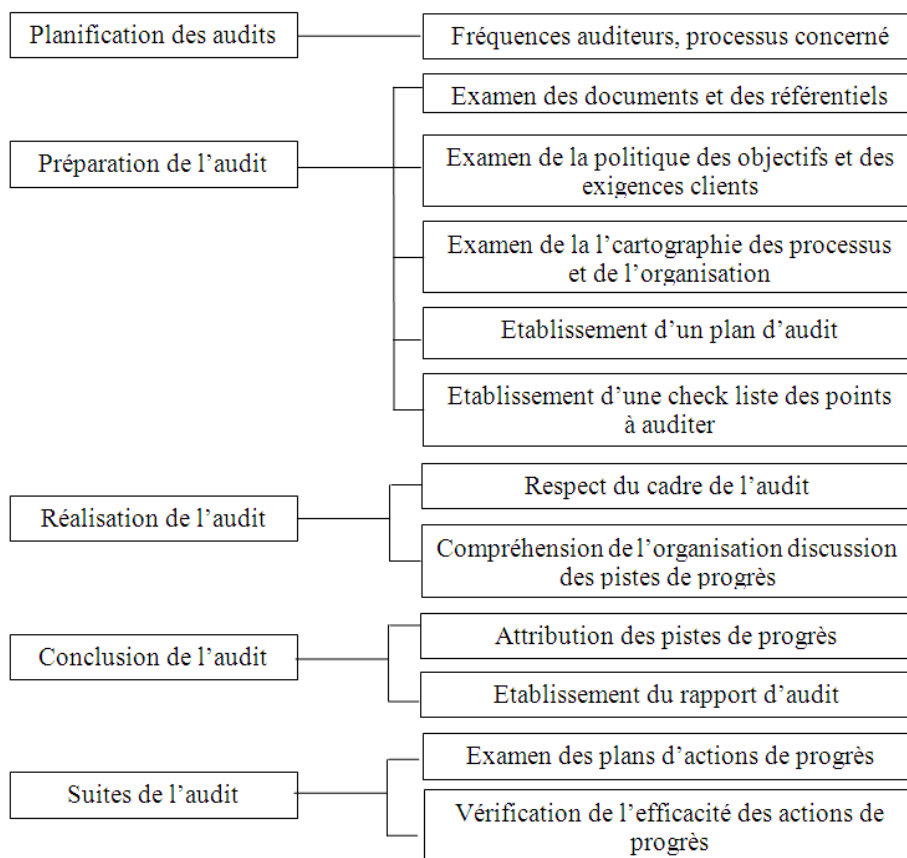 Planification des audits
Fréquences auditeurs, processus concerné
Préparation de l’audit
Examen des documents et des référentiels
Examen de la politique des objectifs et des
exigences clients
Examen de la l’cartographie des processus
et de l’organisation
Etablissement d’un plan d’audit
Etablissement d’une check liste des points
à auditer
Réalisation de l’audit
Respect du cadre de l’audit
Compréhension de l’organisation discussion
des pistes de progrès
Conclusion de l’audit
Attribution des pistes de progrès
Etablissement du rapport d’audit
Suites de l’audit
Examen des plans d’actions de progrès
Vérification de l’efficacité des actions de
progrès